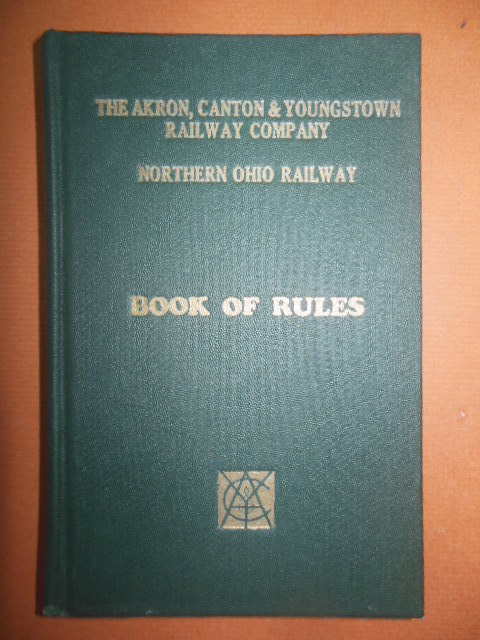 THE AKRON, CANTON & YOUNGSTOWN
RAILWAY COMPANY
NORTHERN OHIO RAILWAY
BOOK OF RULES